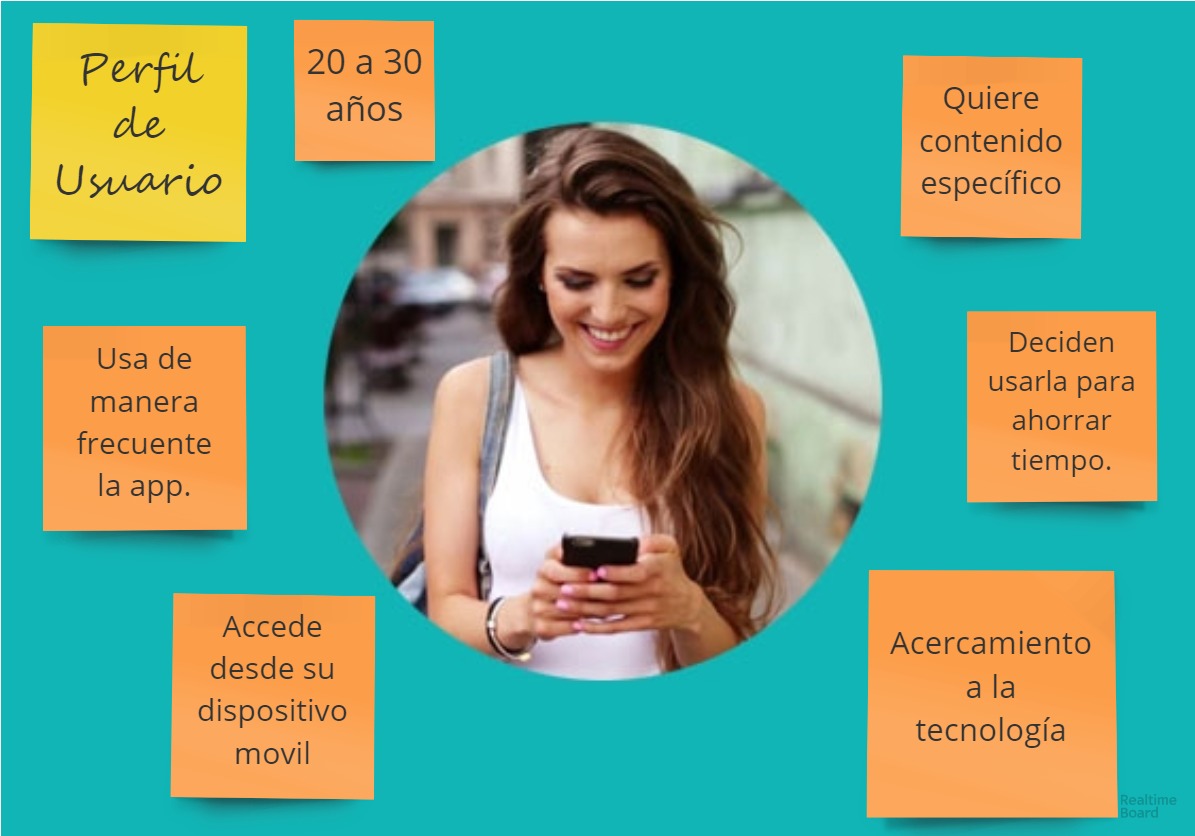 Perfil
de
Usuario
20 a 30
años
Quiere
contenido
específico
Usa de
manera
frecuente
la app.
Deciden
usarla para
ahorrar
tiempo.
Accede
desde su
dispositivo
movil
Acercamiento
a la
tecnología
Realtime
Board